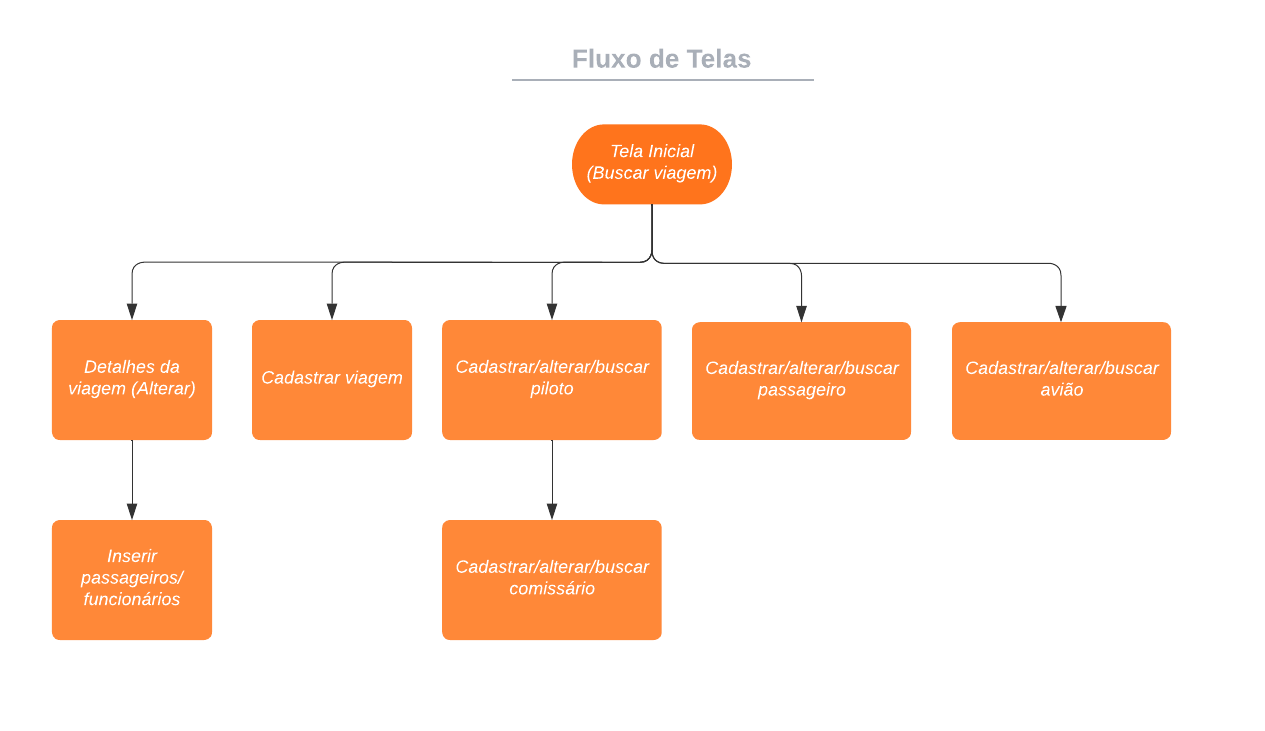 Fluxo de Telas
Tela Inicial
(Buscar viagem)
Detalhes da
viagem (Alterar)
Cadastrar viagem
Cadastrar/alterar/buscar
piloto
Cadastrar/alterar/buscar
passageiro
Cadastrar/alterar/buscar
avião
Inserir
passageiros/
funcionários
Cadastrar/alterar/buscar
comissário